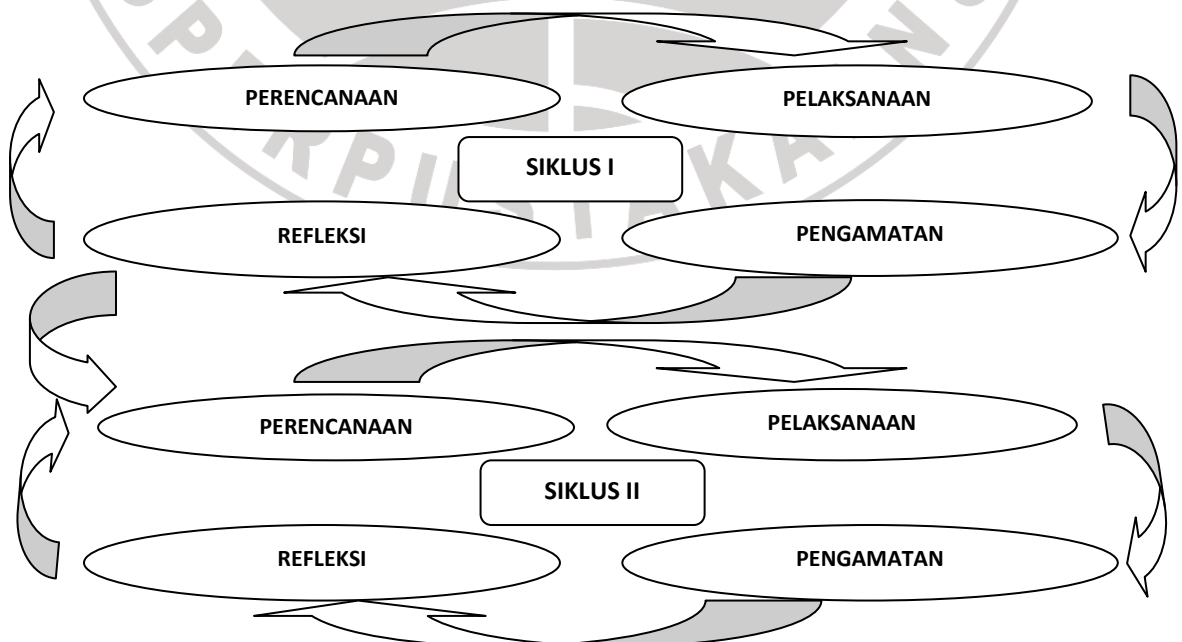 PERENCANAAN
PELAKSANAAN
SIKLUS I
REFLEKSI
PENGAMATAN
PERENCANAAN
PELAKSANAAN
SIKLUS II
REFLEKSI
PENGAMATAN